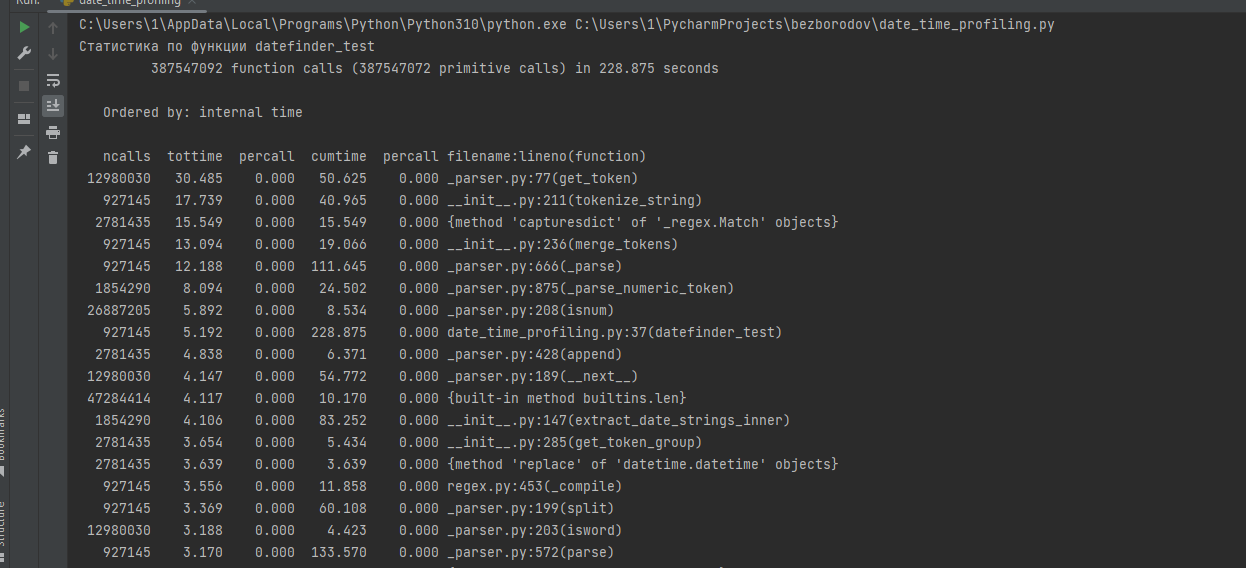 Run: date_time_profiling
C:\Users\1\AppData\Local\Programs\Python\Python310\python.exe C:\Users\1\PycharmProjects\bezborodov\date_time_profiling.py
Статистика по функции datefinder_test
387547092 function calls (387547072 primitive calls) in 228.875 seconds
Ordered by: internal time
ncalls tottime percall cumtime percall filename:lineno(function)
12980030 30.485 0.000 50.625 0.000 _parser.py:77(get_token)
927145 17.739 0.000 40.965 0.000 __init__.py:211(tokenize_string)
2781435 15.549 0.000 15.549 0.000 {method 'capturesdict' of '_regex.Match' objects}
927145 13.094 0.000 19.066 0.000 __init__.py:236(merge_tokens)
927145 12.188 0.000 111.645 0.000 _parser.py:666(_parse)
1854290 8.094 0.000 24.502 0.000 _parser.py:875(_parse_numeric_token)
26887205 5.892 0.000 8.534 0.000 _parser.py:208(isnum)
927145 5.192 0.000 228.875 0.000 date_time_profiling.py:37(datefinder_test)
2781435 4.838 0.000 6.371 0.000 _parser.py:428(append)
12980030 4.147 0.000 54.772 0.000 _parser.py:189(__next__)
47284414 4.117 0.000 10.170 0.000 {built-in method builtins.len}
1854290 4.106 0.000 83.252 0.000 __init__.py:147(extract_date_strings_inner)
2781435 3.654 0.000 5.434 0.000 __init__.py:285(get_token_group)
2781435 3.639 0.000 3.639 0.000 {method 'replace' of 'datetime.datetime' objects}
927145 3.556 0.000 11.858 0.000 regex.py:453(_compile)
927145 3.369 0.000 60.108 0.000 _parser.py:199(split)
12980030 3.188 0.000 4.423 0.000 _parser.py:203(isword)
927145 3.170 0.000 133.570 0.000 _parser.py:572(parse)